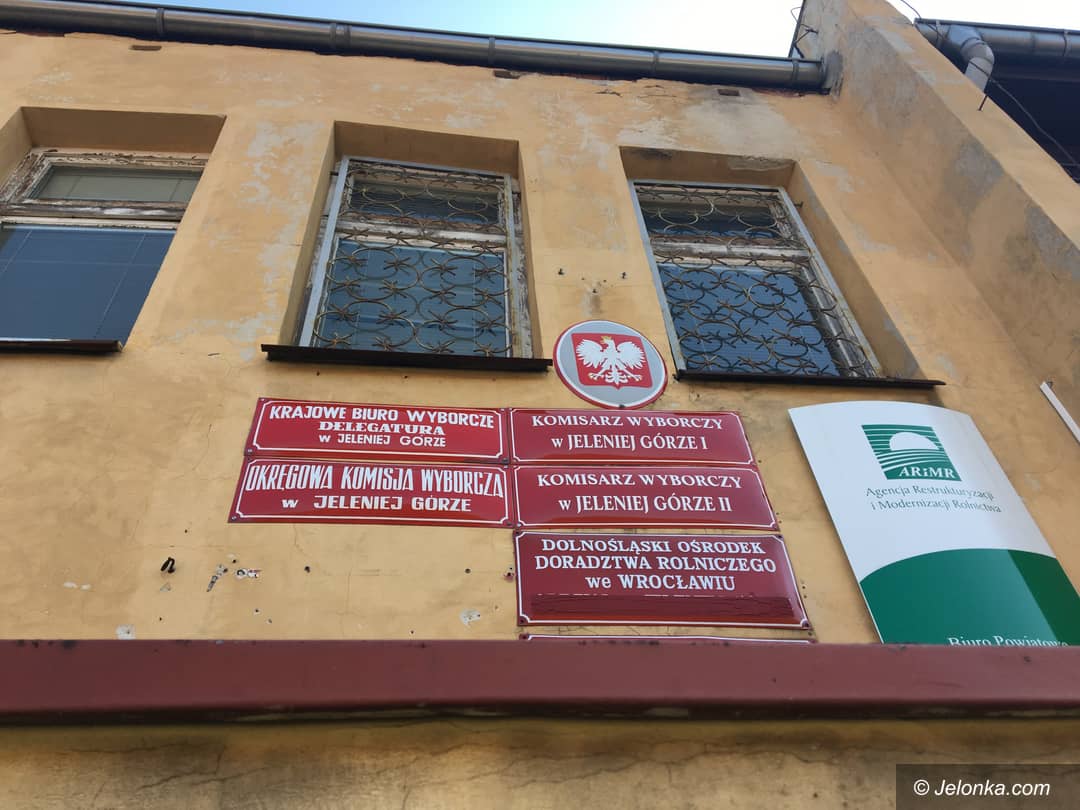 KRAJOWE BIURO WYBORCZE
DELEGATURA
w JELENIEJ GÓRZE
KOMISARZ WYBORCZY
w JELENIEJ GÓRZE I
OKRĘGOWA KOMISJA WYBORCZA
w JELENIEJ GÓRZE
KOMISARZ WYBORCZY
w JELENIEJ GÓRZE II
DOLNOŚLĄSKI OŚRODEK
DORADZTWA ROLNICZEGO
we WROCŁAWIU
ARiMR
Agencja Restrukturyzacji
i Modernizacji Rolnictwa
Biuro Powiatowe
© Jelonka.com